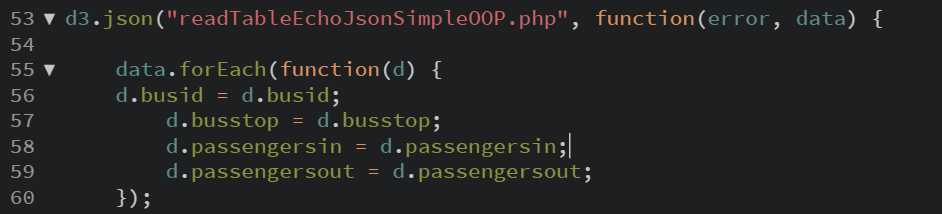 53 ▼ d3.json("readTableEchoJsonSimpleOOP.php", function(error, data) {
54
55 ▼     data.forEach(function(d) {
56       d.busid = d.busid;
57           d.busstop = d.busstop;
58           d.passengersin = d.passengersin;
59           d.passengersout = d.passengersout;
60       });